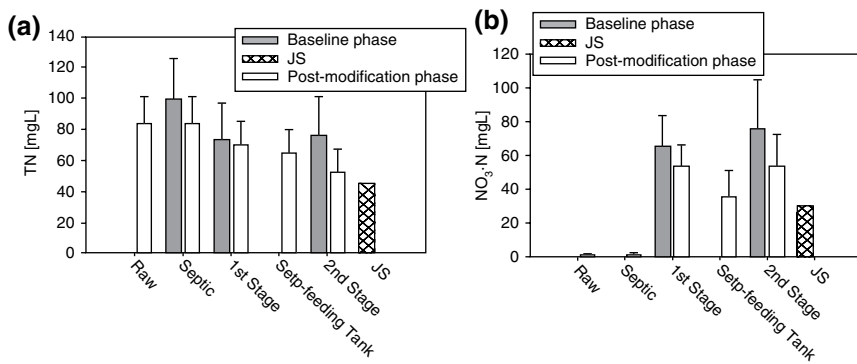 (a)
TN [mgL]
140
120
100
80
60
40
20
0
Baseline phase
JS
Post-modification phase
Raw
Septic
1st Stage
Setp-feeding Tank
2nd Stage
JS
(b)
NO₃·N [mgL]
120
100
80
60
40
20
0
Baseline phase
JS
Post-modification phase
Raw
Septic
1st Stage
Setp-feeding Tank
2nd Stage
JS